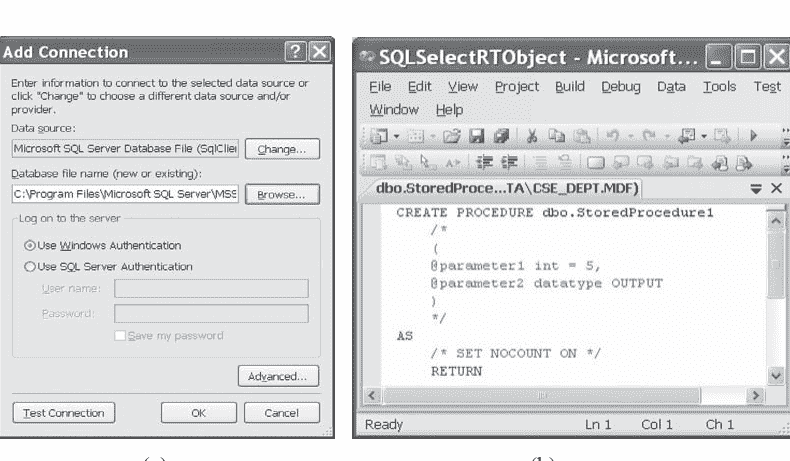 Add Connection
Enter information to connect to the selected data source or
click "Change" to choose a different data source and/or
provider.
Data source:
Microsoft SQL Server Database File (SqlClie
Change...
Database file name (new or existing):
C:\Program Files\Microsoft SQL Server\MSS
Browse...
Log on to the server
Use Windows Authentication
Use SQL Server Authentication
User name:
Password:
Save my password
Advanced...
Test Connection
OK
Cancel
SQLSelectRTObject - Microsoft...
File Edit View Project Build Debug Data Tools Test
Window Help
dbo.StoredProce...TA\CSE_DEPT.MDF)
CREATE PROCEDURE dbo.StoredProcedure1
/*
(
@parameter1 int = 5,
@parameter2 datatype OUTPUT
)
*/
AS
/* SET NOCOUNT ON */
RETURN
Ready Ln 1 Col 1 Ch 1